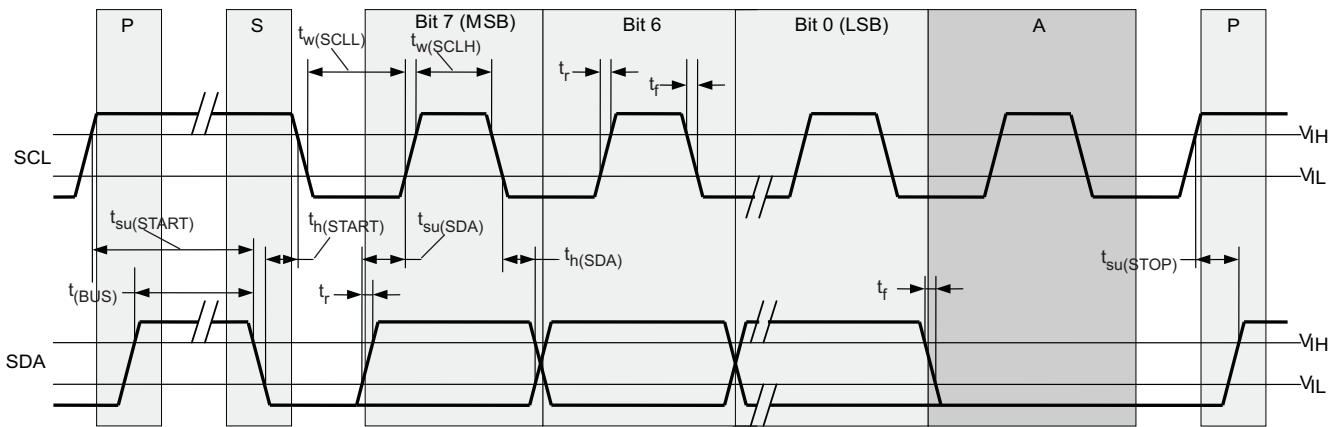 P
S
Bit 7 (MSB)
Bit 6
Bit 0 (LSB)
A
P
tw(SCLL)
tw(SCLH)
tr
tf
VIH
SCL
VIL
tsu(START)
th(START)
tsu(SDA)
th(SDA)
tsu(STOP)
t(BUS)
tr
tf
VIH
SDA
VIL